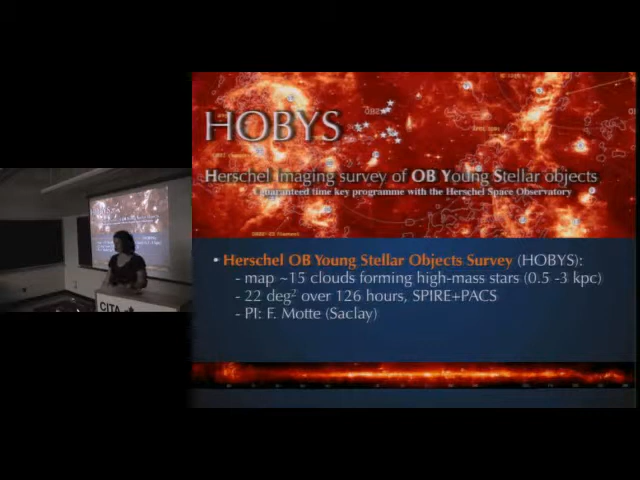 HOBYS
Herschel imaging survey of OB Young Stellar objects
Guaranteed time key programme with the Herschel Space Observatory
• Herschel OB Young Stellar Objects Survey (HOBYS):
- map ~15 clouds forming high-mass stars (0.5 -3 kpc)
- 22 deg² over 126 hours, SPIRE+PACS
- PI: F. Motte (Saclay)
HOBYS
CITA